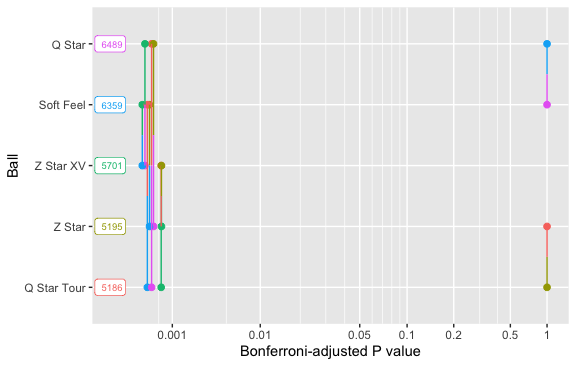 Ball
Q Star 6489
Soft Feel 6359
Z Star XV 5701
Z Star 5195
Q Star Tour 5186
0.001 0.01 0.05 0.1 0.2 0.5 1
Bonferroni-adjusted P value